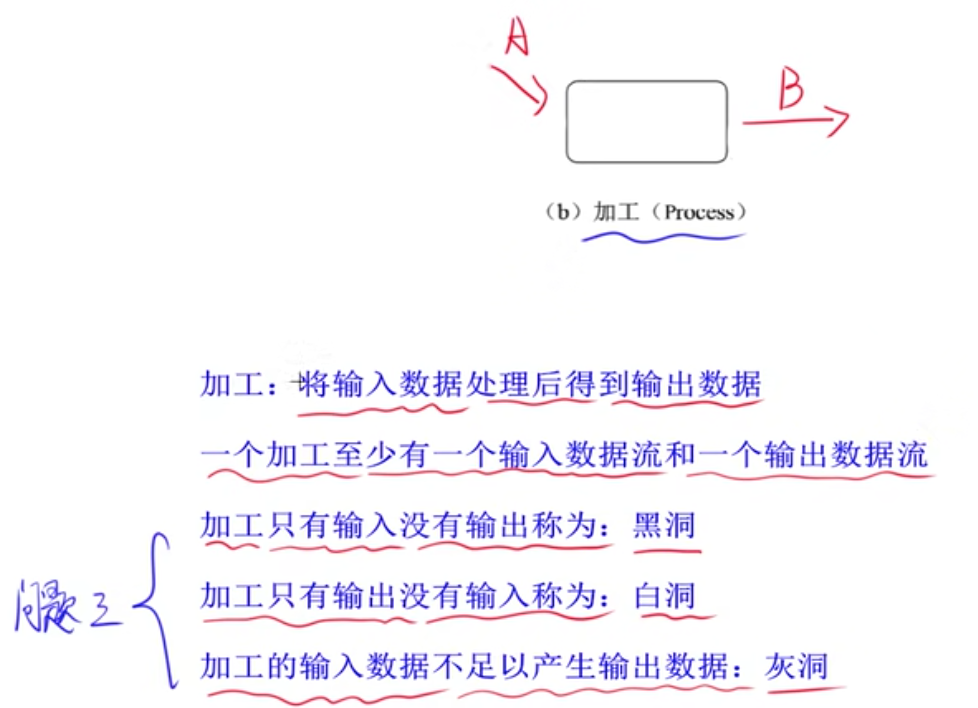 A
B
（b）加工（Process）
加工：将输入数据处理后得到输出数据
一个加工至少有一个输入数据流和一个输出数据流
加工只有输入没有输出称为：黑洞
问题三
加工只有输出没有输入称为：白洞
加工的输入数据不足以产生输出数据：灰洞